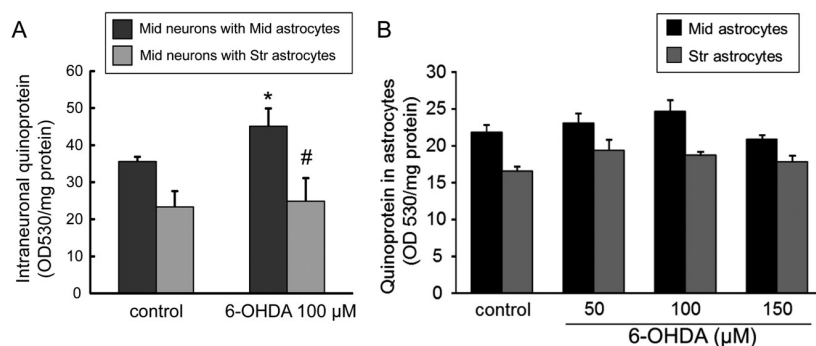 A
Mid neurons with Mid astrocytes
Mid neurons with Str astrocytes
Intraneuronal quinoprotein
(OD530/mg protein)
60
50
40
30
20
10
0
*
#
control
6-OHDA 100 μM
B
Mid astrocytes
Str astrocytes
Quinoprotein in astrocytes
(OD 530/mg protein)
30
25
20
15
10
5
0
control
50
100
150
6-OHDA (μM)